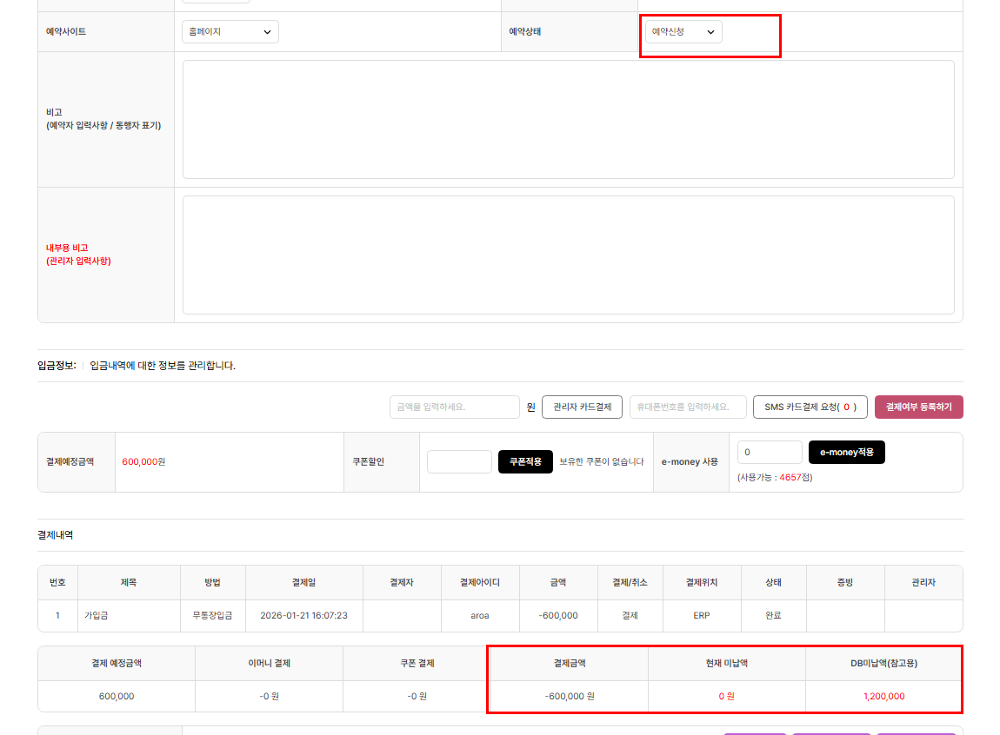 예약사이트 홈페이지 예약상태 예약신청
비고
(예약자 입력사항 / 동행자 표기)
내부용 비고
(관리자 입력사항)
입금정보: 입금내역에 대한 정보를 관리합니다.
금액을 입력하세요. 원 관리자 카드결제 휴대폰번호를 입력하세요. SMS 카드결제 요청( 0 ) 결제여부 등록하기
결제예정금액 600,000원 쿠폰할인 쿠폰적용 보유한 쿠폰이 없습니다 e-money 사용 0 e-money적용
(사용가능 : 4657점)
결제내역
번호 제목 방법 결제일 결제자 결제아이디 금액 결제/취소 결제위치 상태 증빙 관리자
1 가입금 무통장입금 2026-01-21 16:07:23 aroa -600,000 결제 ERP 완료
결제 예정금액 이머니 결제 쿠폰 결제 결제금액 현재 미납액 DB미납액(참고용)
600,000 -0 원 -0 원 -600,000 원 0 원 1,200,000